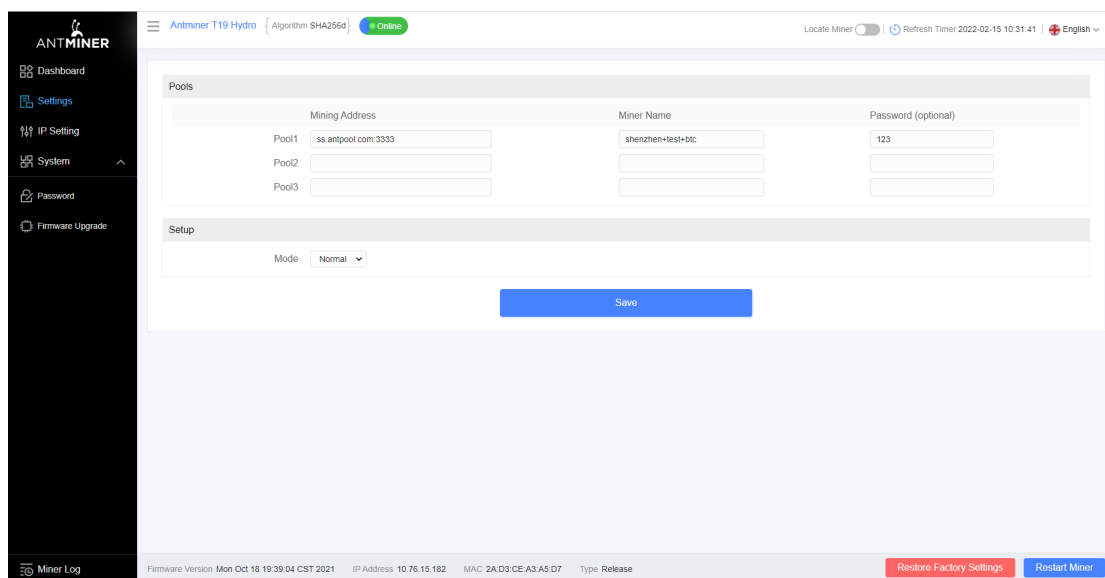 ANTMINER
Antminer T19 Hydro { Algorithm SHA256d } Online
Locate Miner Refresh Timer 2022-02-15 10:31:41 English
Dashboard
Settings
IP Setting
System
Password
Firmware Upgrade
Miner Log
Pools
Mining Address Miner Name Password (optional)
Pool1 ss.antpool.com:3333 shenzhen+test+btc 123
Pool2
Pool3
Setup
Mode Normal
Save
Firmware Version Mon Oct 18 19:39:04 CST 2021 IP Address 10.76.15.182 MAC 2A:D3:CE:A3:A5:D7 Type Release
Restore Factory Settings Restart Miner